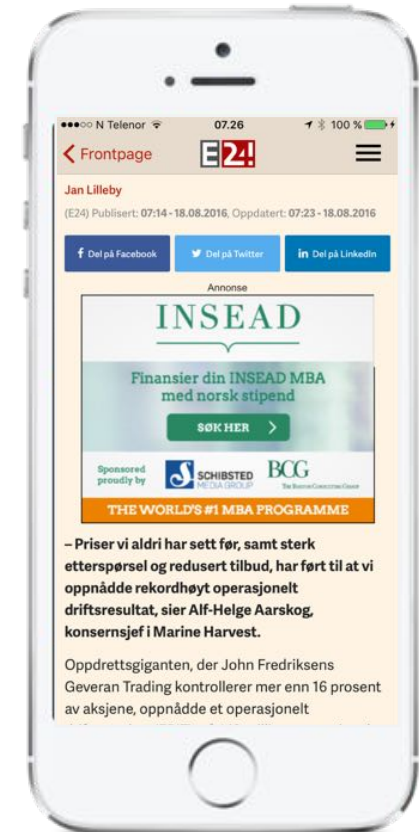 N Telenor 07.26 100 %
Frontpage E24!
Jan Lilleby
(E24) Publisert: 07:14 - 18.08.2016, Oppdatert: 07:23 - 18.08.2016
f Del på Facebook Del på Twitter in Del på LinkedIn
Annonse
INSEAD
Finansier din INSEAD MBA
med norsk stipend
SØK HER
Sponsored
proudly by
SCHIBSTED
MEDIA GROUP
BCG
The Boston Consulting Group
THE WORLD'S #1 MBA PROGRAMME
– Priser vi aldri har sett før, samt sterk
etterspørsel og redusert tilbud, har ført til at vi
oppnådde rekordhøyt operasjonelt
driftsresultat, sier Alf-Helge Aarskog,
konsernsjef i Marine Harvest.
Oppdrettsgiganten, der John Fredriksens
Geveran Trading kontrollerer mer enn 16 prosent
av aksjene, oppnådde et operasjonelt